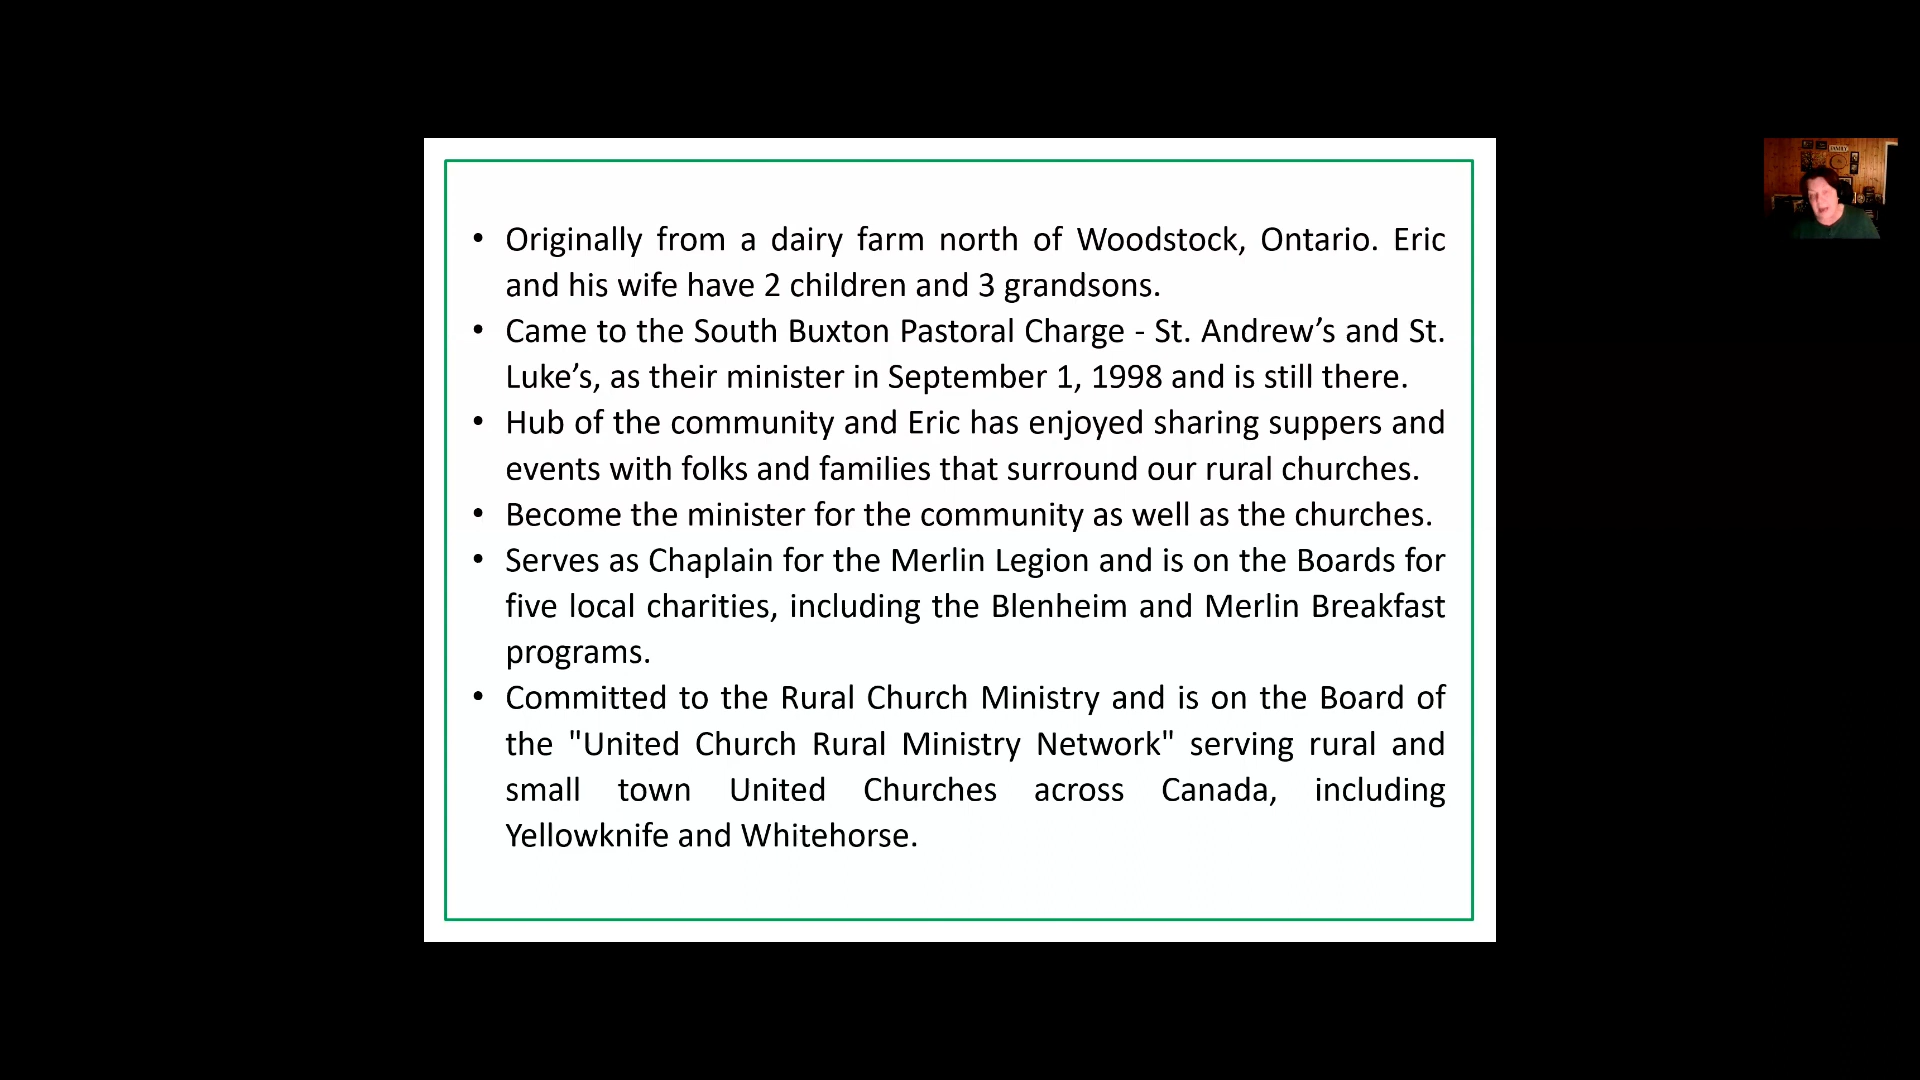 • Originally from a dairy farm north of Woodstock, Ontario. Eric
and his wife have 2 children and 3 grandsons.
• Came to the South Buxton Pastoral Charge - St. Andrew’s and St.
Luke’s, as their minister in September 1, 1998 and is still there.
• Hub of the community and Eric has enjoyed sharing suppers and
events with folks and families that surround our rural churches.
• Become the minister for the community as well as the churches.
• Serves as Chaplain for the Merlin Legion and is on the Boards for
five local charities, including the Blenheim and Merlin Breakfast
programs.
• Committed to the Rural Church Ministry and is on the Board of
the "United Church Rural Ministry Network" serving rural and
small town United Churches across Canada, including
Yellowknife and Whitehorse.
FAMILY